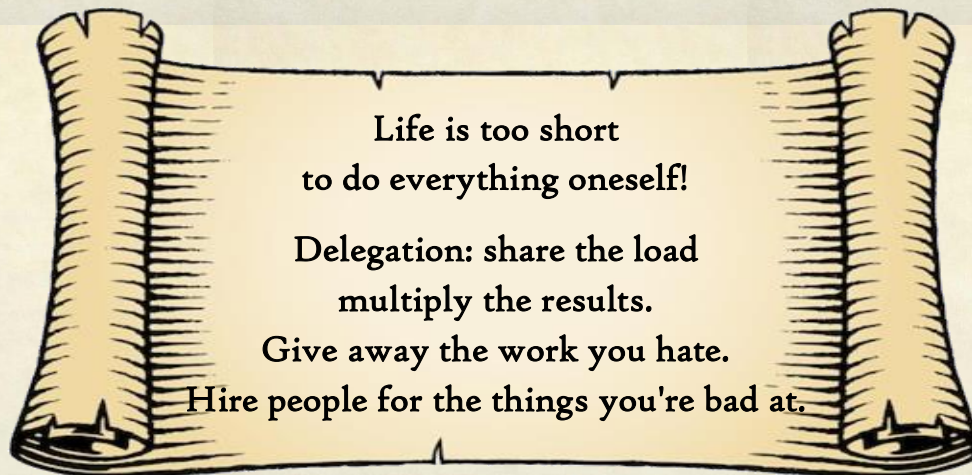 Life is too short
to do everything oneself!
Delegation: share the load
multiply the results.
Give away the work you hate.
Hire people for the things you're bad at.